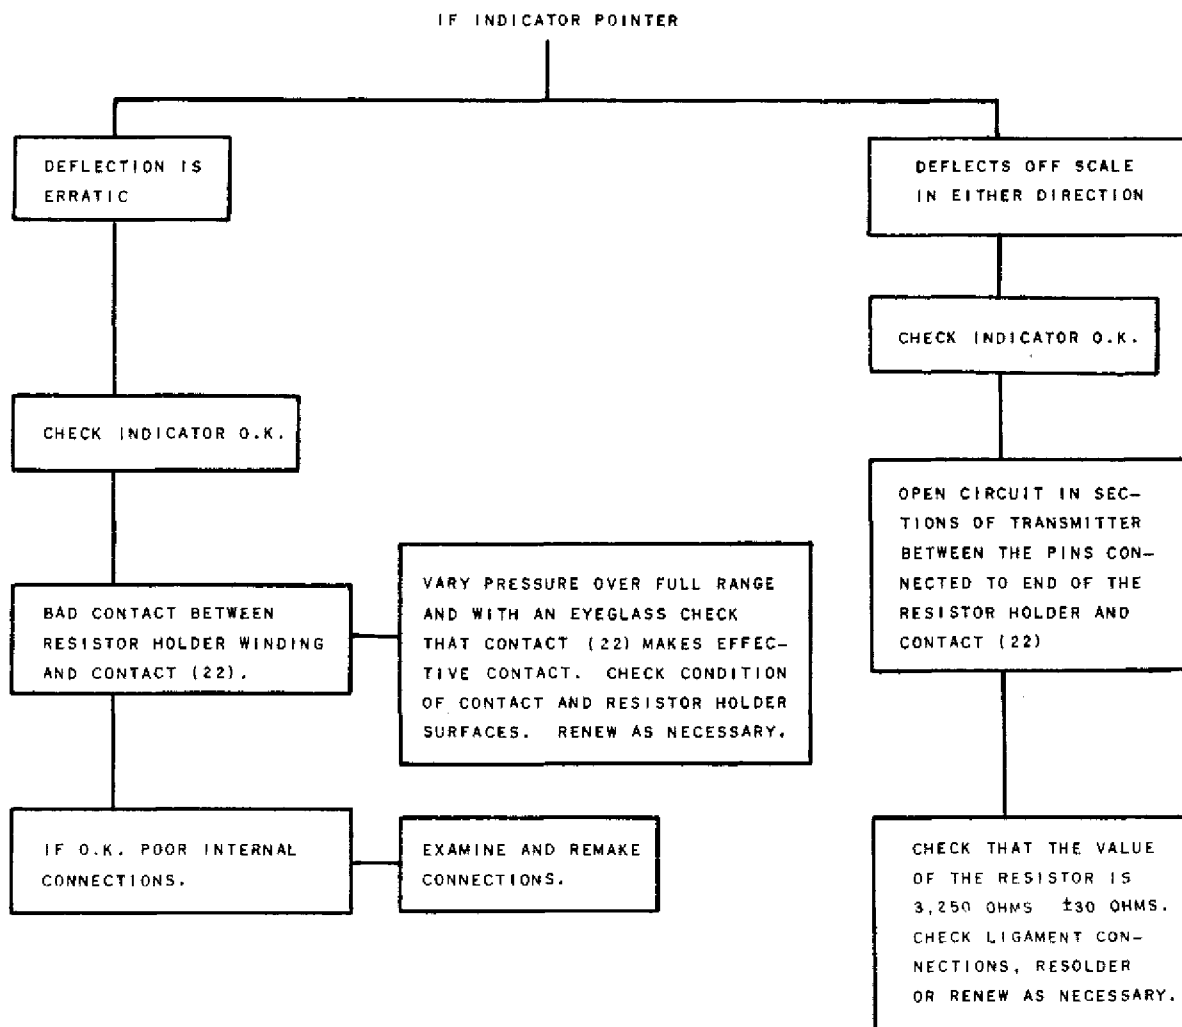 IF INDICATOR POINTER
DEFLECTION IS
ERRATIC
CHECK INDICATOR O.K.
BAD CONTACT BETWEEN
RESISTOR HOLDER WINDING
AND CONTACT (22).
VARY PRESSURE OVER FULL RANGE
AND WITH AN EYEGLASS CHECK
THAT CONTACT (22) MAKES EFFEC–
TIVE CONTACT. CHECK CONDITION
OF CONTACT AND RESISTOR HOLDER
SURFACES. RENEW AS NECESSARY.
IF O.K. POOR INTERNAL
CONNECTIONS.
EXAMINE AND REMAKE
CONNECTIONS.
DEFLECTS OFF SCALE
IN EITHER DIRECTION
CHECK INDICATOR O.K.
OPEN CIRCUIT IN SEC–
TIONS OF TRANSMITTER
BETWEEN THE PINS CON–
NECTED TO END OF THE
RESISTOR HOLDER AND
CONTACT (22)
CHECK THAT THE VALUE
OF THE RESISTOR IS
3,250 OHMS ±30 OHMS.
CHECK LIGAMENT CON–
NECTIONS, RESOLDER
OR RENEW AS NECESSARY.